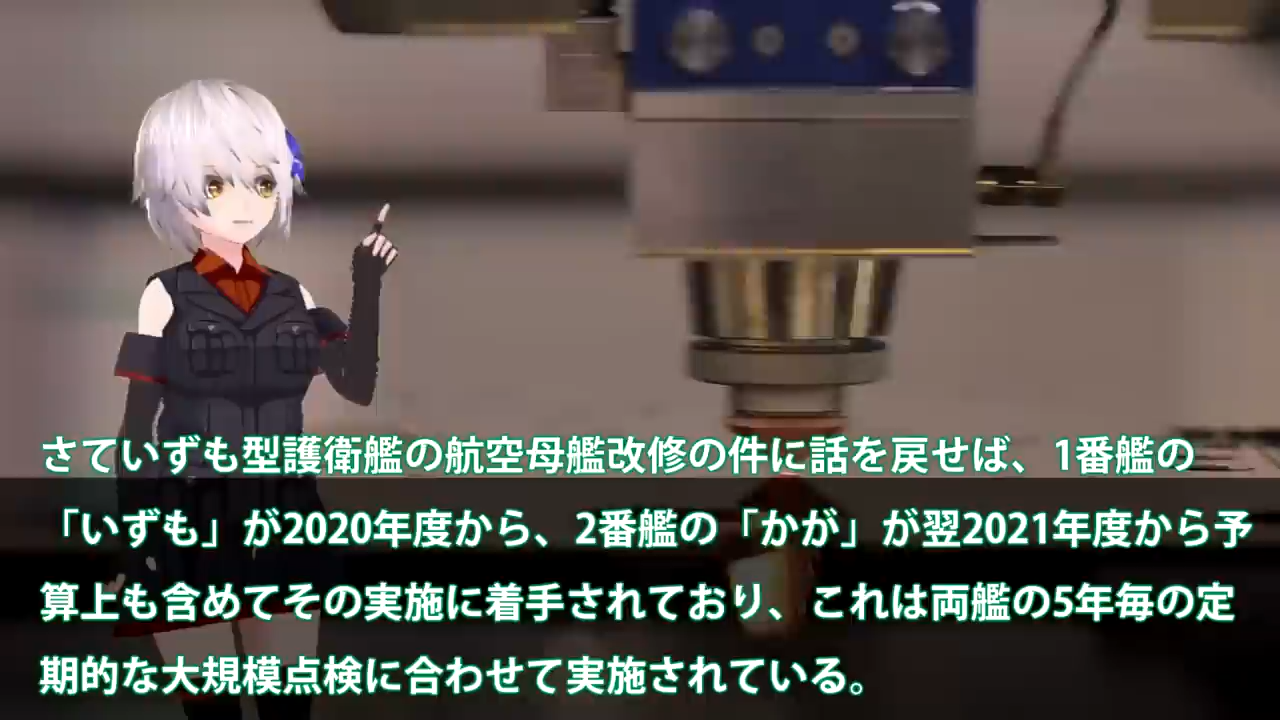 さていずも型護衛艦の航空母艦改修の件に話を戻せば、1番艦の
「いずも」が2020年度から、2番艦の「かが」が翌2021年度から予
算上も含めてその実施に着手されており、これは両艦の5年毎の定
期的な大規模点検に合わせて実施されている。